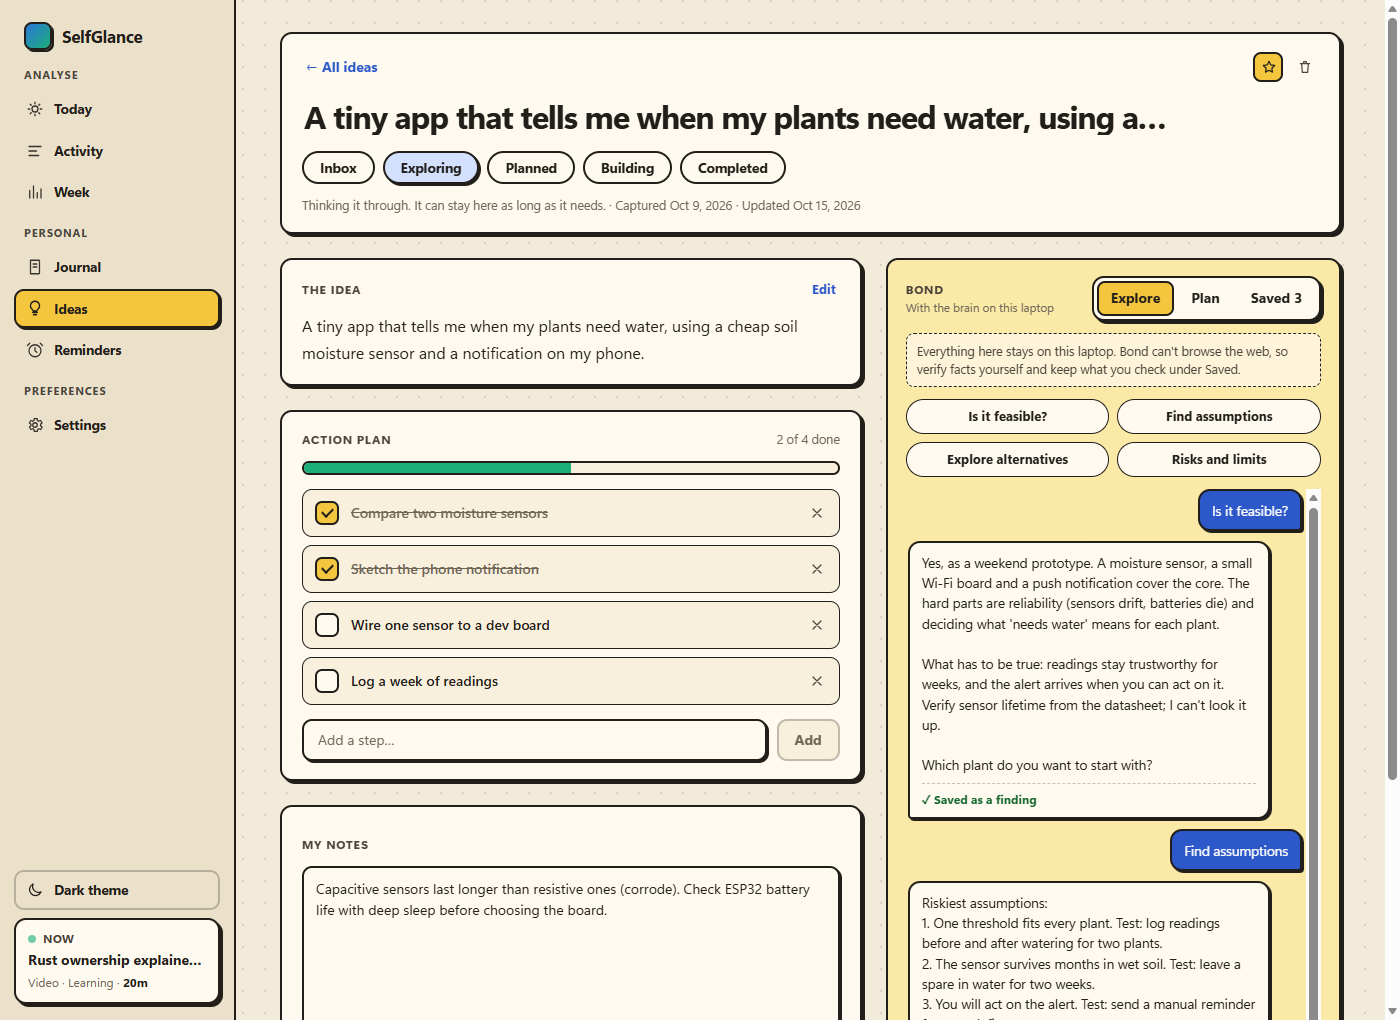 SelfGlance
ANALYSE
Today
Activity
Week
PERSONAL
Journal
Ideas
Reminders
PREFERENCES
Settings
Dark theme
NOW
Rust ownership explaine...
Video · Learning · 20m
← All ideas
A tiny app that tells me when my plants need water, using a...
Inbox
Exploring
Planned
Building
Completed
Thinking it through. It can stay here as long as it needs. · Captured Oct 9, 2026 · Updated Oct 15, 2026
THE IDEA
Edit
A tiny app that tells me when my plants need water, using a cheap soil
moisture sensor and a notification on my phone.
ACTION PLAN
2 of 4 done
Compare two moisture sensors
Sketch the phone notification
Wire one sensor to a dev board
Log a week of readings
Add a step...
Add
MY NOTES
Capacitive sensors last longer than resistive ones (corrode). Check ESP32 battery
life with deep sleep before choosing the board.
BOND
With the brain on this laptop
Explore
Plan
Saved 3
Everything here stays on this laptop. Bond can't browse the web, so
verify facts yourself and keep what you check under Saved.
Is it feasible?
Find assumptions
Explore alternatives
Risks and limits
Is it feasible?
Yes, as a weekend prototype. A moisture sensor, a small
Wi-Fi board and a push notification cover the core. The
hard parts are reliability (sensors drift, batteries die) and
deciding what 'needs water' means for each plant.
What has to be true: readings stay trustworthy for
weeks, and the alert arrives when you can act on it.
Verify sensor lifetime from the datasheet; I can't look it
up.
Which plant do you want to start with?
✓ Saved as a finding
Find assumptions
Riskiest assumptions:
1. One threshold fits every plant. Test: log readings
before and after watering for two plants.
2. The sensor survives months in wet soil. Test: leave a
spare in water for two weeks.
3. You will act on the alert. Test: send a manual reminder